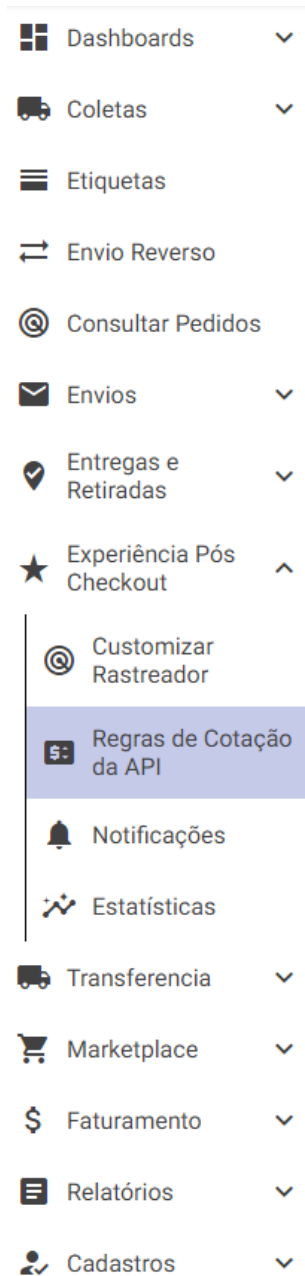 Dashboards
Coletas
Etiquetas
Envio Reverso
Consultar Pedidos
Envios
Entregas e
Retiradas
Experiência Pós
Checkout
Customizar
Rastreador
Regras de Cotação
da API
Notificações
Estatísticas
Transferencia
Marketplace
Faturamento
Relatórios
Cadastros